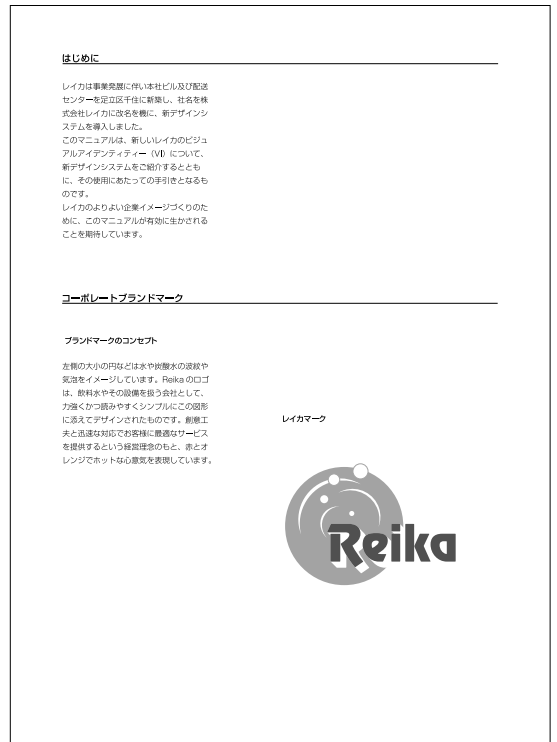 はじめに
レイカは事業発展に伴い本社ビル及び配送
センターを足立区千住に新築し、社名を株
式会社レイカに改名を機に、新デザインシ
ステムを導入しました。
このマニュアルは、新しいレイカのビジュ
アルアイデンティティー（VI）について、
新デザインシステムをご紹介するととも
に、その使用にあたっての手引きとなるも
のです。
レイカのよりよい企業イメージづくりのた
めに、このマニュアルが有効に生かされる
ことを期待しています。
コーポレートブランドマーク
ブランドマークのコンセプト
左側の大小の円などは水や炭酸水の波紋や
気泡をイメージしています。Reika のロゴ
は、飲料水やその設備を扱う会社として、
力強くかつ読みやすくシンプルにこの図形
に添えてデザインされたものです。創意工
夫と迅速な対応でお客様に最適なサービス
を提供するという経営理念のもと、赤とオ
レンジでホットな心意気を表現しています。
レイカマーク
Reika